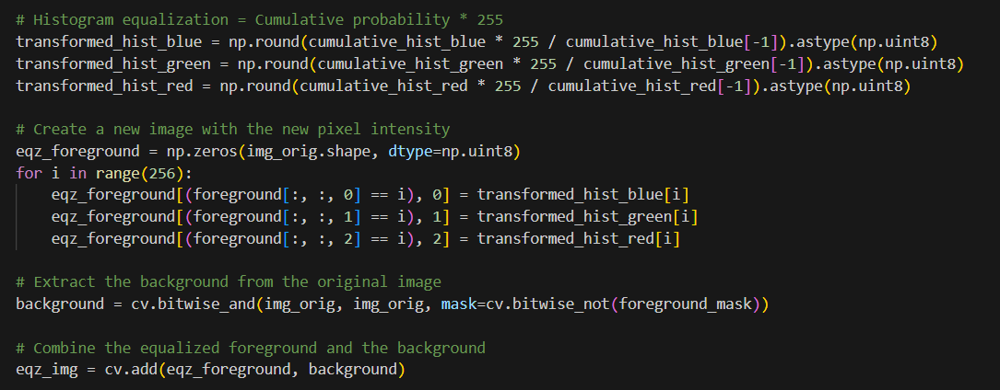 # Histogram equalization = Cumulative probability * 255
transformed_hist_blue = np.round(cumulative_hist_blue * 255 / cumulative_hist_blue[-1]).astype(np.uint8)
transformed_hist_green = np.round(cumulative_hist_green * 255 / cumulative_hist_green[-1]).astype(np.uint8)
transformed_hist_red = np.round(cumulative_hist_red * 255 / cumulative_hist_red[-1]).astype(np.uint8)

# Create a new image with the new pixel intensity
eqz_foreground = np.zeros(img_orig.shape, dtype=np.uint8)
for i in range(256):
    eqz_foreground[(foreground[:, :, 0] == i), 0] = transformed_hist_blue[i]
    eqz_foreground[(foreground[:, :, 1] == i), 1] = transformed_hist_green[i]
    eqz_foreground[(foreground[:, :, 2] == i), 2] = transformed_hist_red[i]

# Extract the background from the original image
background = cv.bitwise_and(img_orig, img_orig, mask=cv.bitwise_not(foreground_mask))

# Combine the equalized foreground and the background
eqz_img = cv.add(eqz_foreground, background)